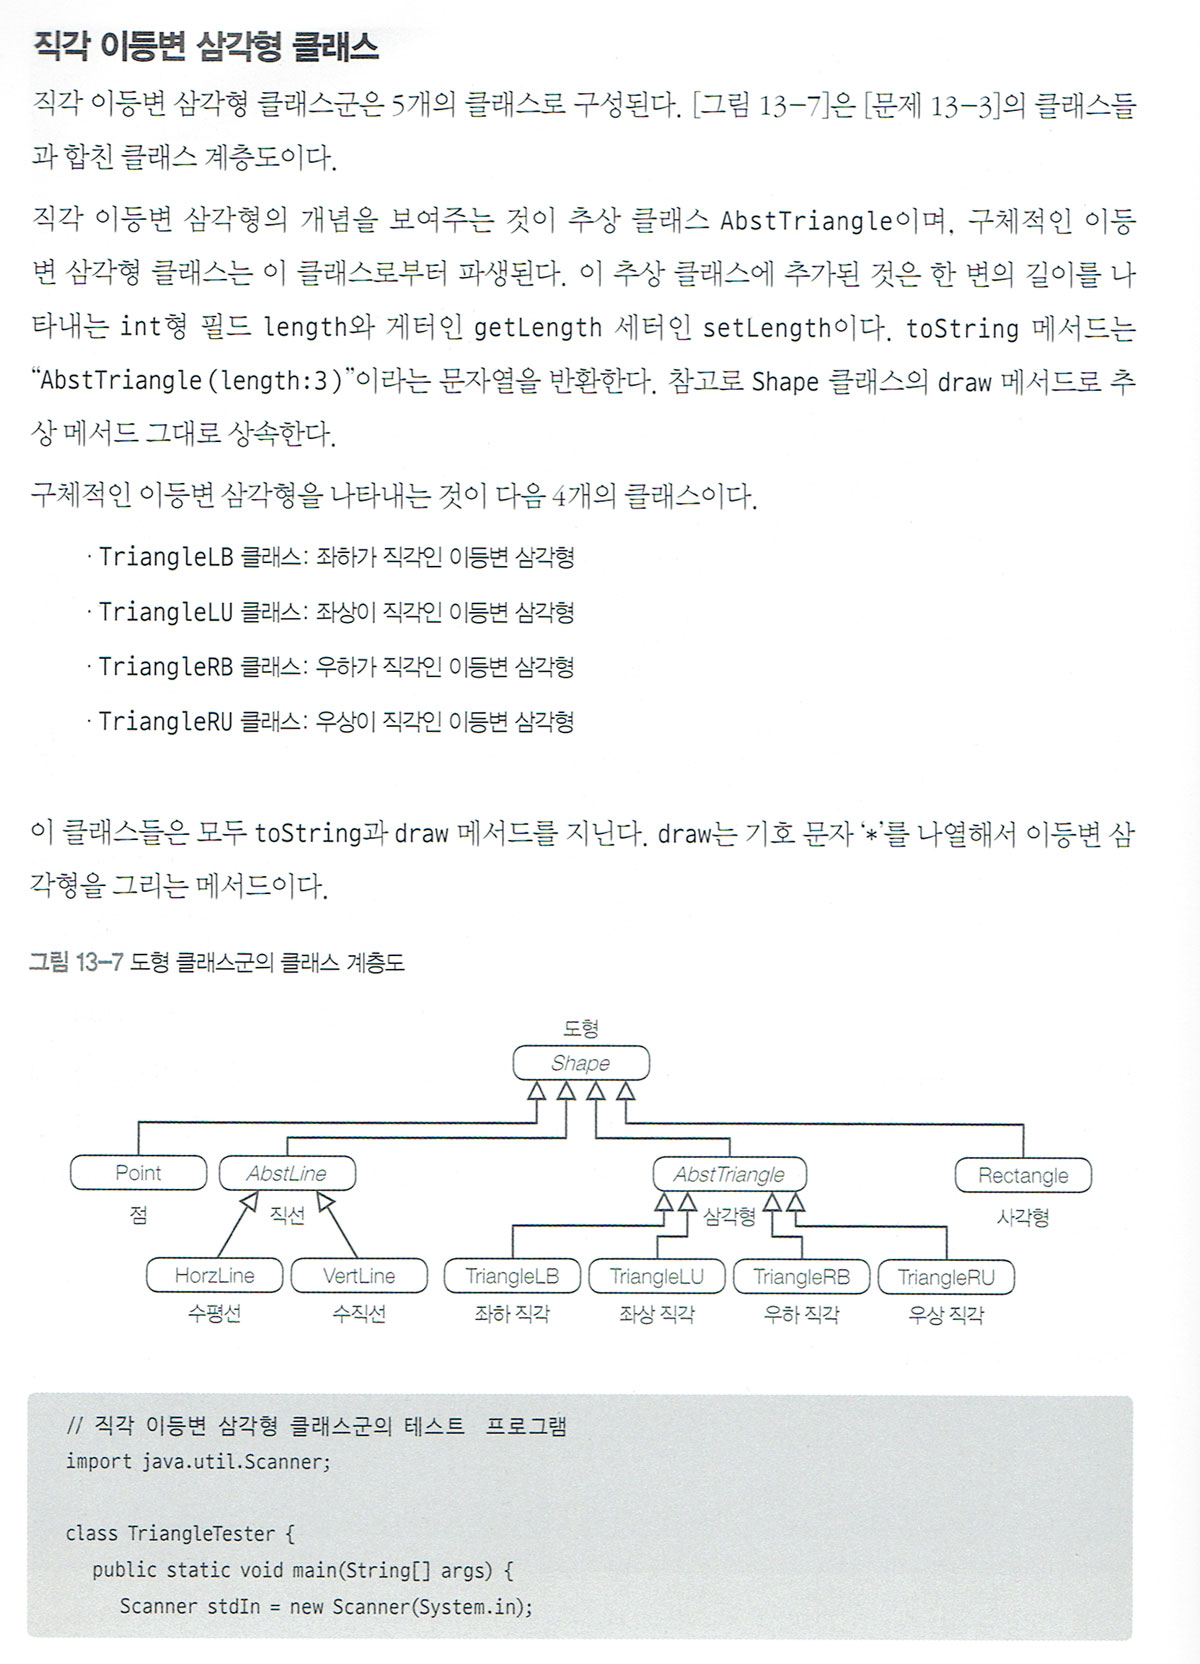 직각 이등변 삼각형 클래스
직각 이등변 삼각형 클래스군은 5개의 클래스로 구성된다. [그림 13-7]은 [문제 13-3]의 클래스들
과 합친 클래스 계층도이다.
직각 이등변 삼각형의 개념을 보여주는 것이 추상 클래스 AbstTriangle이며, 구체적인 이등
변 삼각형 클래스는 이 클래스로부터 파생된다. 이 추상 클래스에 추가된 것은 한 변의 길이를 나
타내는 int형 필드 length와 게터인 getLength 세터인 setLength이다. toString 메서드는
“AbstTriangle(length:3)”이라는 문자열을 반환한다. 참고로 Shape 클래스의 draw 메서드로 추
상 메서드 그대로 상속한다.
구체적인 이등변 삼각형을 나타내는 것이 다음 4개의 클래스이다.
· TriangleLB 클래스: 좌하가 직각인 이등변 삼각형
· TriangleLU 클래스: 좌상이 직각인 이등변 삼각형
· TriangleRB 클래스: 우하가 직각인 이등변 삼각형
· TriangleRU 클래스: 우상이 직각인 이등변 삼각형
이 클래스들은 모두 toString과 draw 메서드를 지닌다. draw는 기호 문자 ‘*’를 나열해서 이등변 삼
각형을 그리는 메서드이다.
그림 13-7 도형 클래스군의 클래스 계층도
도형
Shape
Point AbstLine AbstTriangle Rectangle
점 직선 삼각형 사각형
HorzLine VertLine TriangleLB TriangleLU TriangleRB TriangleRU
수평선 수직선 좌하 직각 좌상 직각 우하 직각 우상 직각
// 직각 이등변 삼각형 클래스군의 테스트 프로그램
import java.util.Scanner;
class TriangleTester {
public static void main(String[] args) {
Scanner stdIn = new Scanner(System.in);